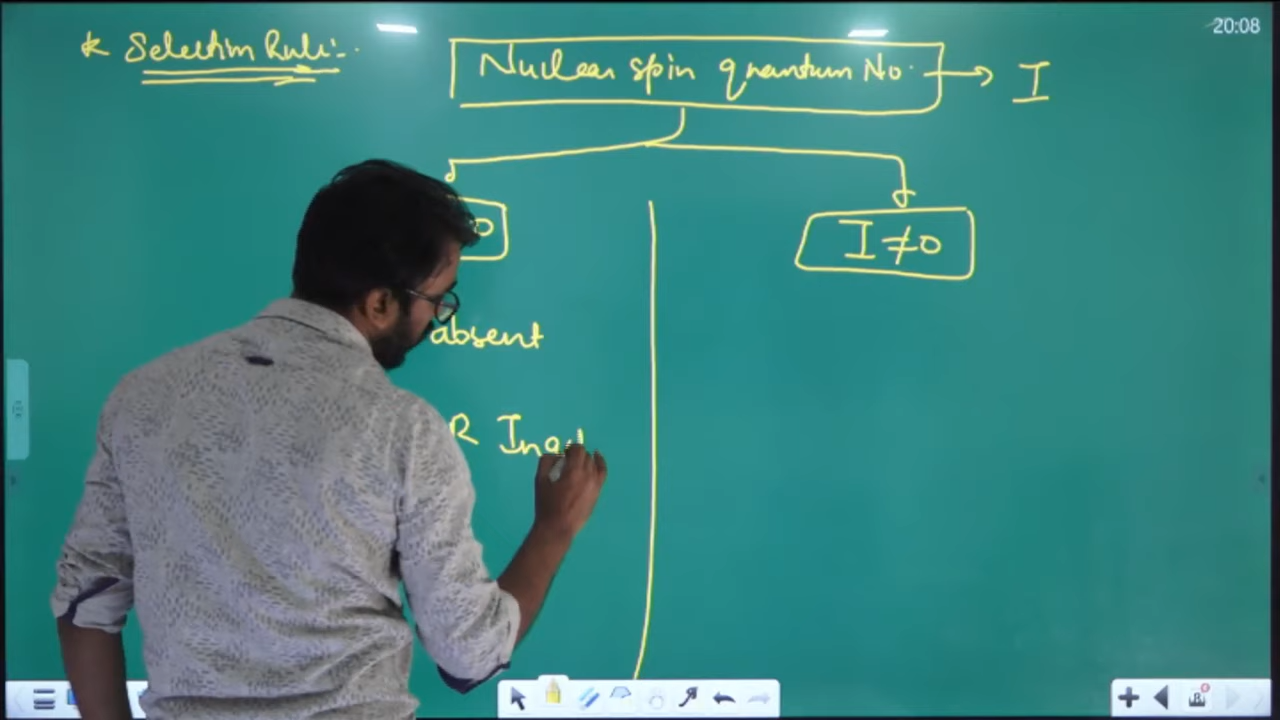 20:08
* Selection Rule:-
Nuclear spin quantum No. → I
I ≠ 0
absent
R